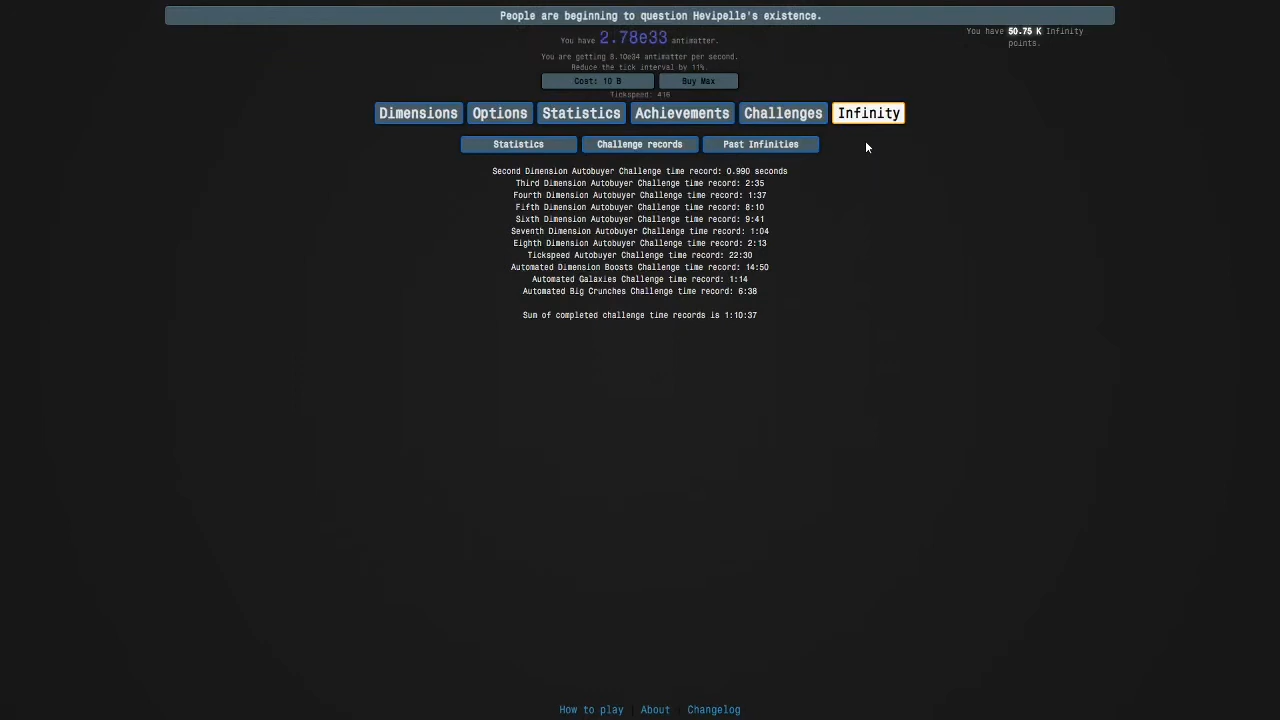 People are beginning to question Hevipelle's existence.
You have 2.78e33 antimatter.
You have 50.75 K Infinity points.
You are getting 8.10e34 antimatter per second.
Reduce the tick interval by 11%.
Cost: 10 B
Buy Max
Tickspeed: 416
Dimensions
Options
Statistics
Achievements
Challenges
Infinity
Statistics
Challenge records
Past Infinities
Second Dimension Autobuyer Challenge time record: 0.990 seconds
Third Dimension Autobuyer Challenge time record: 2:35
Fourth Dimension Autobuyer Challenge time record: 1:37
Fifth Dimension Autobuyer Challenge time record: 8:10
Sixth Dimension Autobuyer Challenge time record: 9:41
Seventh Dimension Autobuyer Challenge time record: 1:04
Eighth Dimension Autobuyer Challenge time record: 2:13
Tickspeed Autobuyer Challenge time record: 22:30
Automated Dimension Boosts Challenge time record: 14:50
Automated Galaxies Challenge time record: 1:14
Automated Big Crunches Challenge time record: 6:38
Sum of completed challenge time records is 1:10:37
How to play | About | Changelog